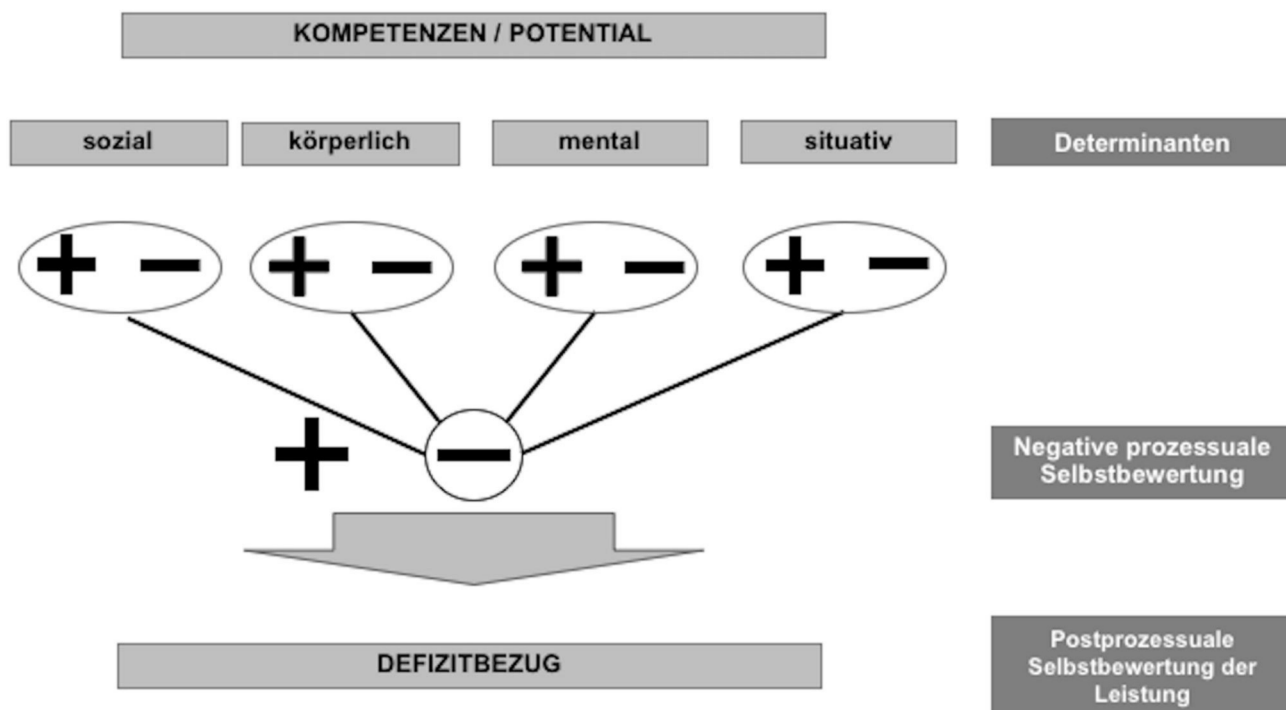 KOMPETENZEN / POTENTIAL
sozial
körperlich
mental
situativ
Determinanten
+ −
+ −
+ −
+ −
+ −
Negative prozessuale
Selbstbewertung
DEFIZITBEZUG
Postprozessuale
Selbstbewertung der
Leistung